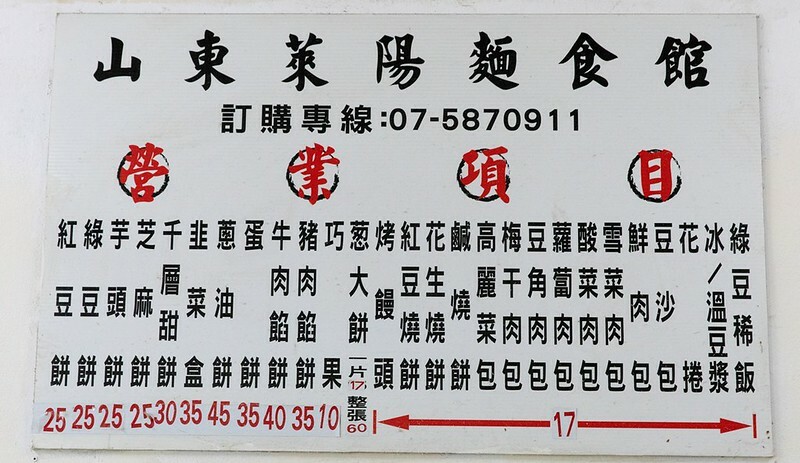 山東萊陽麵食館
訂購專線:07-5870911
營業項目
紅豆餅 25
綠豆餅 25
芋頭餅 25
芝麻餅 25
千層甜餅 30
韭菜盒 35
蔥油餅 45
蛋餅 35
牛肉餡餅 40
豬肉餡餅 35
巧果 10
葱大餅一片17整張60
烤饅頭
紅豆燒餅
花生燒餅
鹹燒餅
高麗菜包
梅干肉包
豆角肉包
蘿蔔肉包
酸菜肉包
雪菜肉包
鮮肉包
豆沙包
花捲
冰/溫豆漿
綠豆稀飯
17